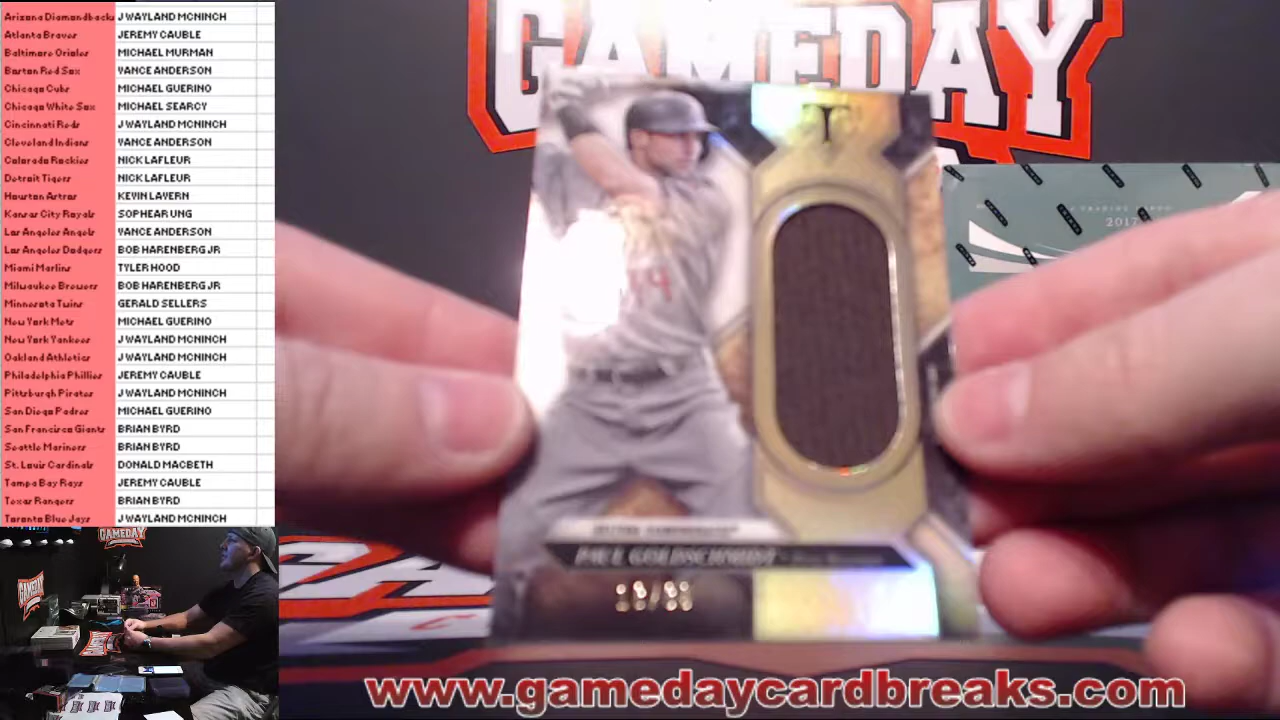 Arizona Diamondbacks J WAYLAND MCNINCH
Atlanta Braves JEREMY CAUBLE
Baltimore Orioles MICHAEL MURMAN
Boston Red Sox VANCE ANDERSON
Chicago Cubs MICHAEL GUERINO
Chicago White Sox MICHAEL SEARCY
Cincinnati Reds J WAYLAND MCNINCH
Cleveland Indians VANCE ANDERSON
Colorado Rockies NICK LAFLEUR
Detroit Tigers NICK LAFLEUR
Houston Astros KEVIN LAVERN
Kansas City Royals SOPHEAR UNG
Los Angeles Angels VANCE ANDERSON
Los Angeles Dodgers BOB HARENBERG JR
Miami Marlins TYLER HOOD
Milwaukee Brewers BOB HARENBERG JR
Minnesota Twins GERALD SELLERS
New York Mets MICHAEL GUERINO
New York Yankees J WAYLAND MCNINCH
Oakland Athletics J WAYLAND MCNINCH
Philadelphia Phillies JEREMY CAUBLE
Pittsburgh Pirates J WAYLAND MCNINCH
San Diego Padres MICHAEL GUERINO
San Francisco Giants BRIAN BYRD
Seattle Mariners BRIAN BYRD
St. Louis Cardinals DONALD MACBETH
Tampa Bay Rays JEREMY CAUBLE
Texas Rangers BRIAN BYRD
Toronto Blue Jays J WAYLAND MCNINCH
GAMEDAY
T
2017
PAUL GOLDSCHMIDT
GAMEDAY
GAMEDAY
www.gamedaycardbreaks.com